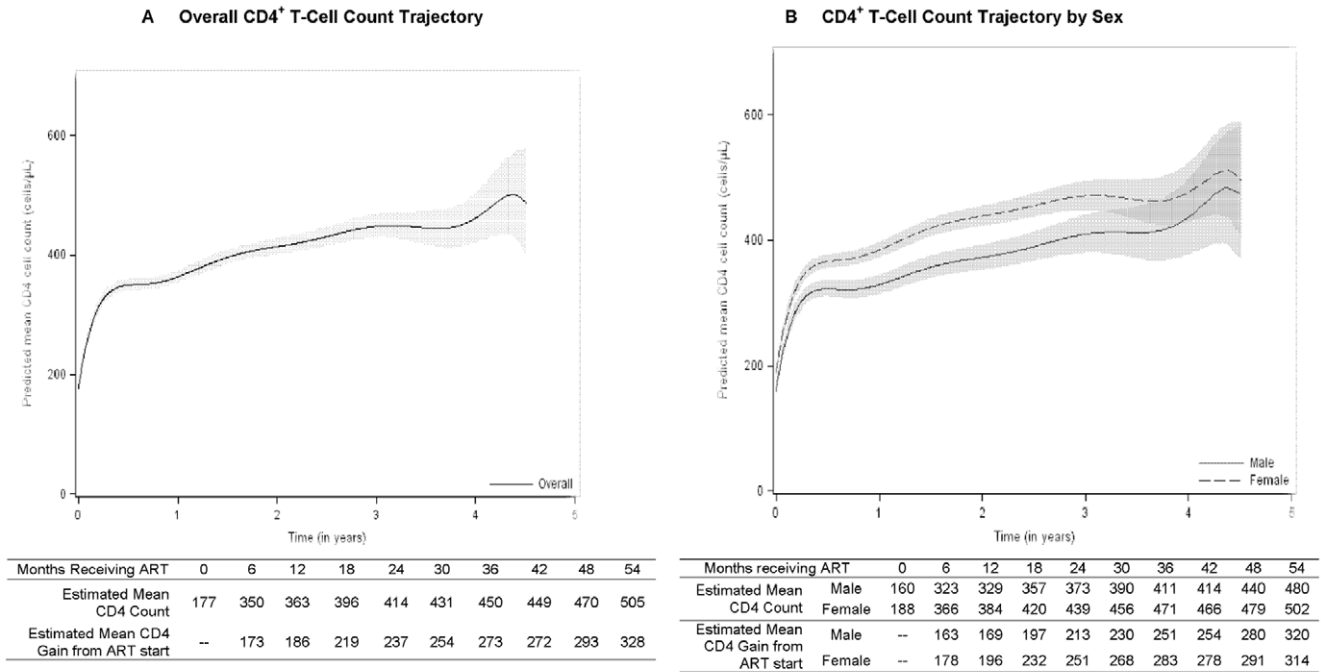 A Overall CD4+ T-Cell Count Trajectory
Predicted mean CD4 cell count (cells/μL)
600
400
200
0
Overall
0 1 2 3 4 5
Time (in years)
Months Receiving ART 0 6 12 18 24 30 36 42 48 54
Estimated Mean
CD4 Count 177 350 363 396 414 431 450 449 470 505
Estimated Mean CD4
Gain from ART start -- 173 186 219 237 254 273 272 293 328
B CD4+ T-Cell Count Trajectory by Sex
Predicted mean CD4 cell count (cells/μL)
600
400
200
0
Male
Female
0 1 2 3 4 5
Time (in years)
Months receiving ART 0 6 12 18 24 30 36 42 48 54
Estimated Mean Male 160 323 329 357 373 390 411 414 440 480
CD4 Count Female 188 366 384 420 439 456 471 466 479 502
Estimated Mean
CD4 Gain from Male -- 163 169 197 213 230 251 254 280 320
ART start Female -- 178 196 232 251 268 283 278 291 314